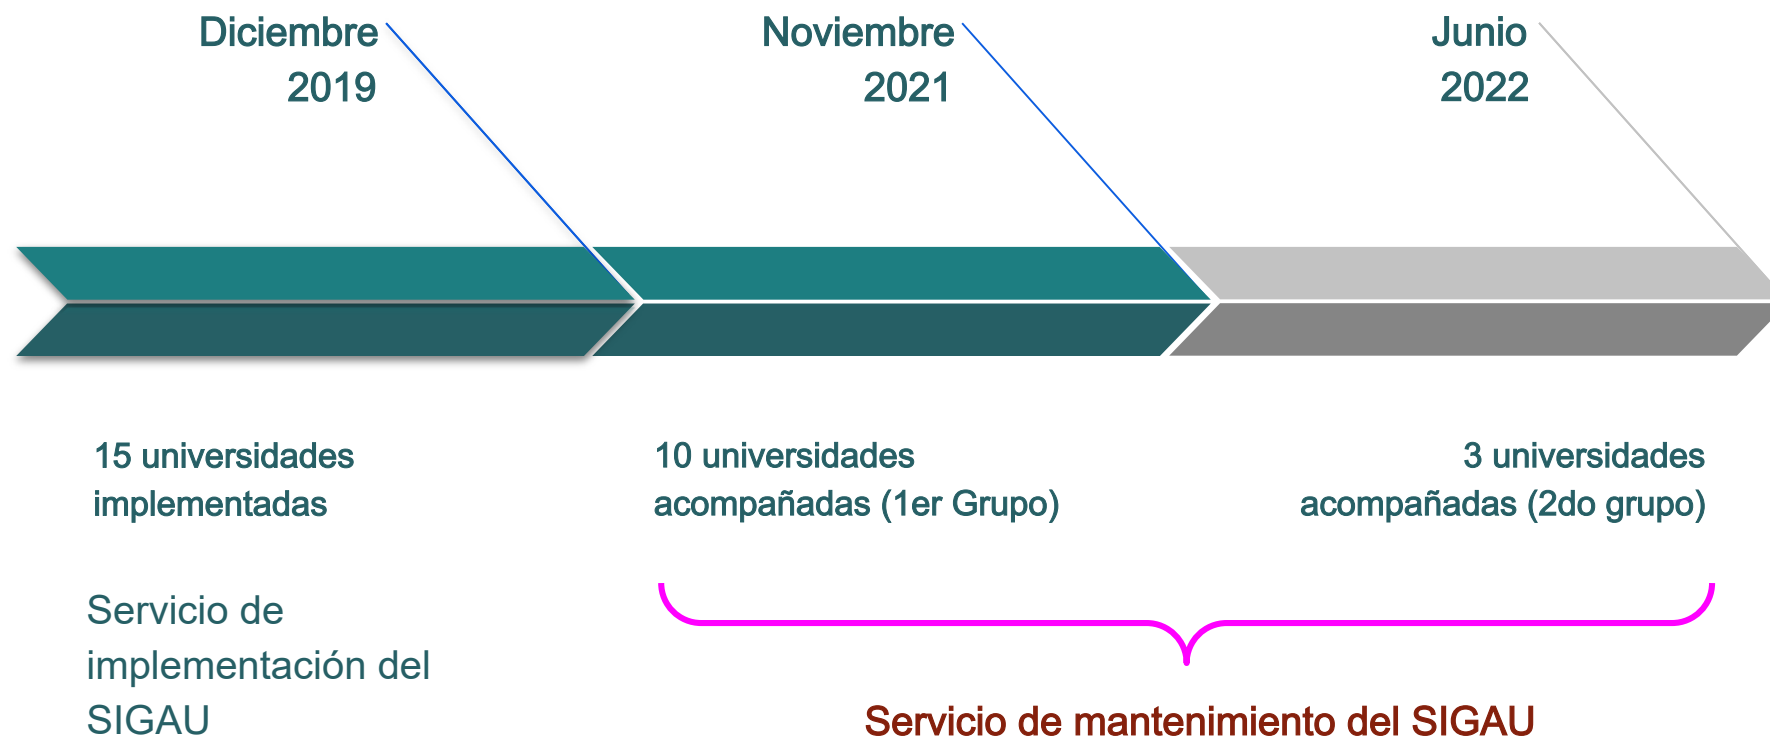 Diciembre
2019
Noviembre
2021
Junio
2022
15 universidades
implementadas
10 universidades
acompañadas (1er Grupo)
3 universidades
acompañadas (2do grupo)
Servicio de
implementación del
SIGAU
Servicio de mantenimiento del SIGAU